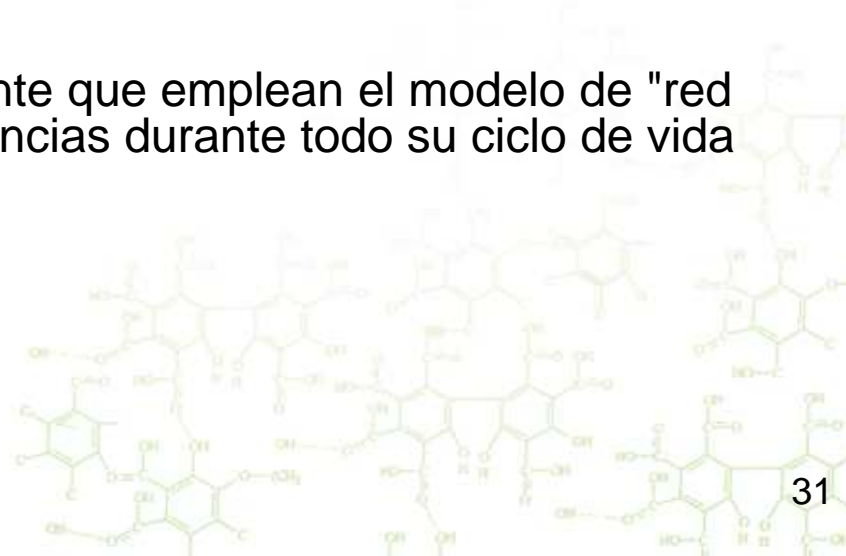 nte que emplean el modelo de "red
ncias durante todo su ciclo de vida
31